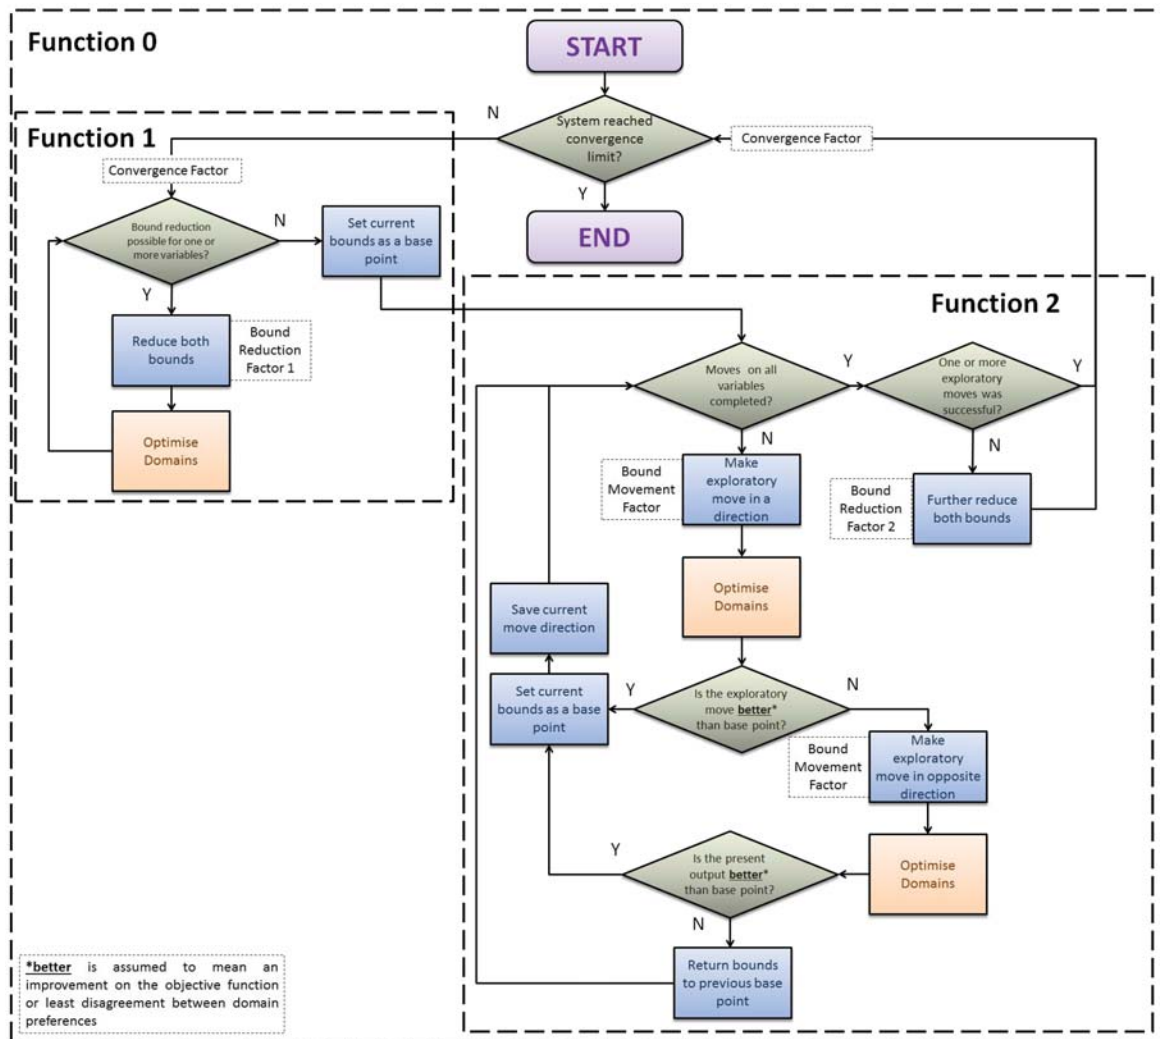 Function 0
START
N
System reached
convergence
limit?
Convergence Factor
Y
END
Function 1
Convergence Factor
Bound reduction
possible for one or
more variables?
N
Set current
bounds as a base
point
Y
Reduce both
bounds
Bound
Reduction
Factor 1
Optimise
Domains
Function 2
Moves on all
variables
completed?
Y
One or more
exploratory
moves was
successful?
Y
N
N
Bound
Movement
Factor
Make
exploratory
move in a
direction
Bound
Reduction
Factor 2
Further reduce
both bounds
Optimise
Domains
Save current
move direction
Set current
bounds as a base
point
Y
Is the exploratory
move better*
than base point?
N
Bound
Movement
Factor
Make
exploratory
move in opposite
direction
Y
Is the present
output better*
than base point?
Optimise
Domains
N
Return bounds
to previous base
point
*better is assumed to mean an
improvement on the objective function
or least disagreement between domain
preferences